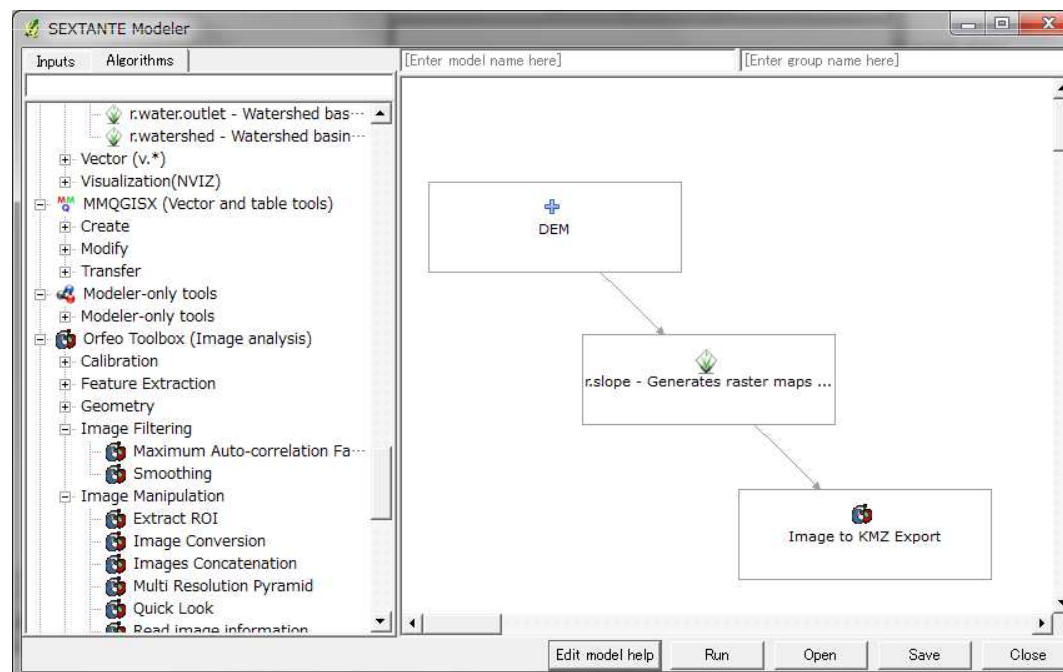 SEXTANTE Modeler
Inputs
Algorithms
[Enter model name here]
[Enter group name here]
r.water.outlet - Watershed bas…
r.watershed - Watershed basin…
Vector (v.*)
Visualization(NVIZ)
MMQGISX (Vector and table tools)
Create
Modify
Transfer
Modeler-only tools
Modeler-only tools
Orfeo Toolbox (Image analysis)
Calibration
Feature Extraction
Geometry
Image Filtering
Maximum Auto-correlation Fa…
Smoothing
Image Manipulation
Extract ROI
Image Conversion
Images Concatenation
Multi Resolution Pyramid
Quick Look
Read image information
DEM
r.slope - Generates raster maps ...
Image to KMZ Export
Edit model help
Run
Open
Save
Close